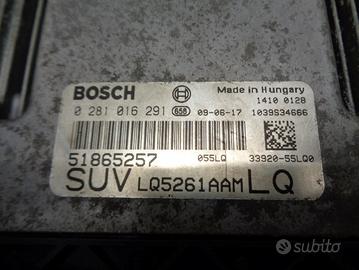 BOSCH
Made in Hungary
1410 0128
0 281 016 291 658 09-06-17 1039S34666
51865257 055LQ 33920-55LQ0
SUV LQ5261AAM LQ
subito